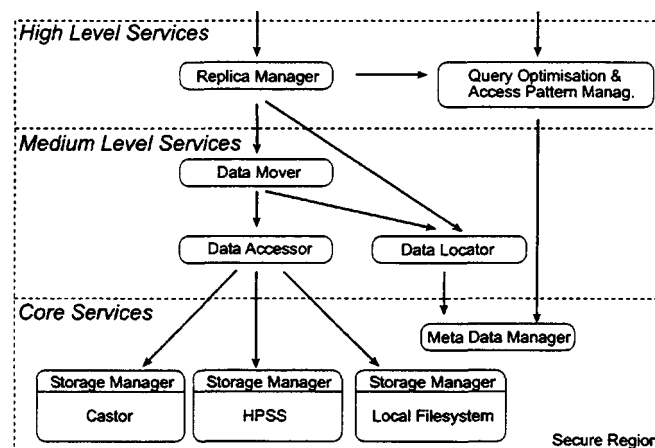 High Level Services
Replica Manager
Query Optimisation &
Access Pattern Manag.
Medium Level Services
Data Mover
Data Accessor
Data Locator
Core Services
Meta Data Manager
Storage Manager
Castor
Storage Manager
HPSS
Storage Manager
Local Filesystem
Secure Region